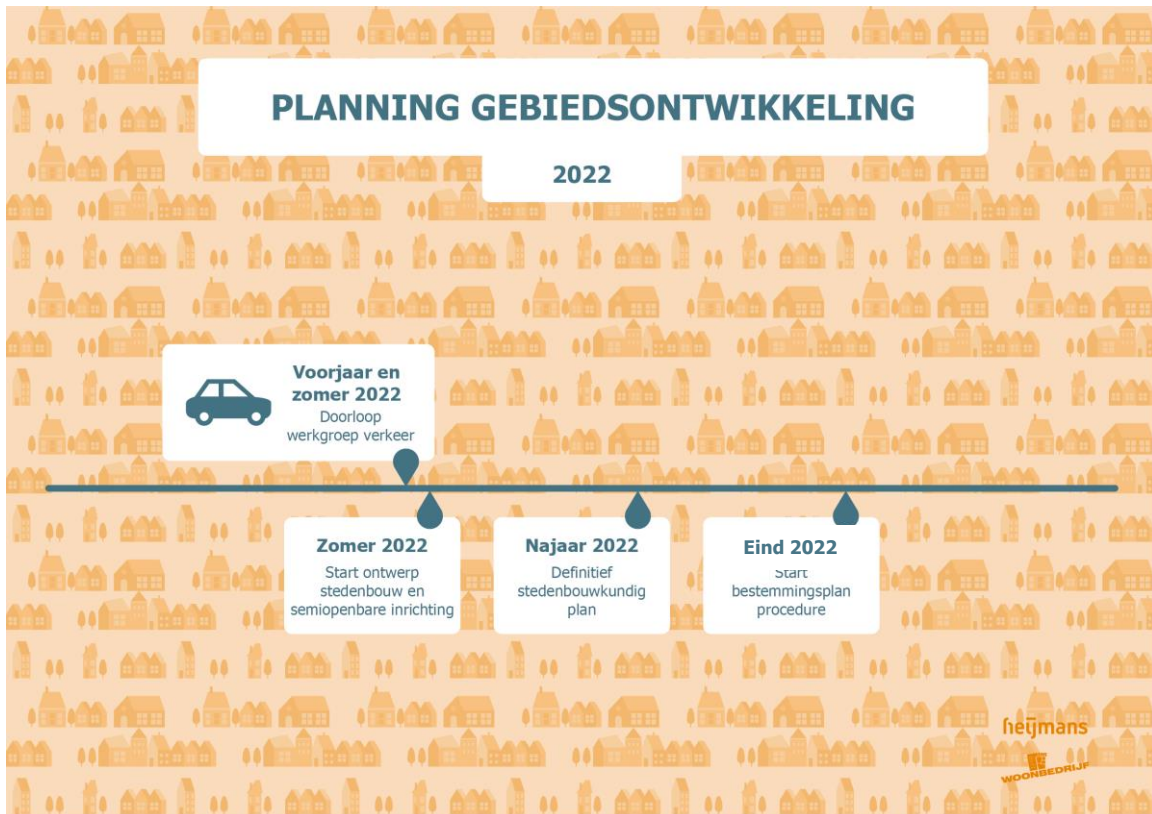 PLANNING GEBIEDSONTWIKKELING
2022
Voorjaar en
zomer 2022
Doorloop
werkgroep verkeer
Zomer 2022
Start ontwerp
stedenbouw en
semiopenbare inrichting
Najaar 2022
Definitief
stedenbouwkundig
plan
Eind 2022
Start
bestemmingsplan
procedure
heijmans
WOONBEDRIJF